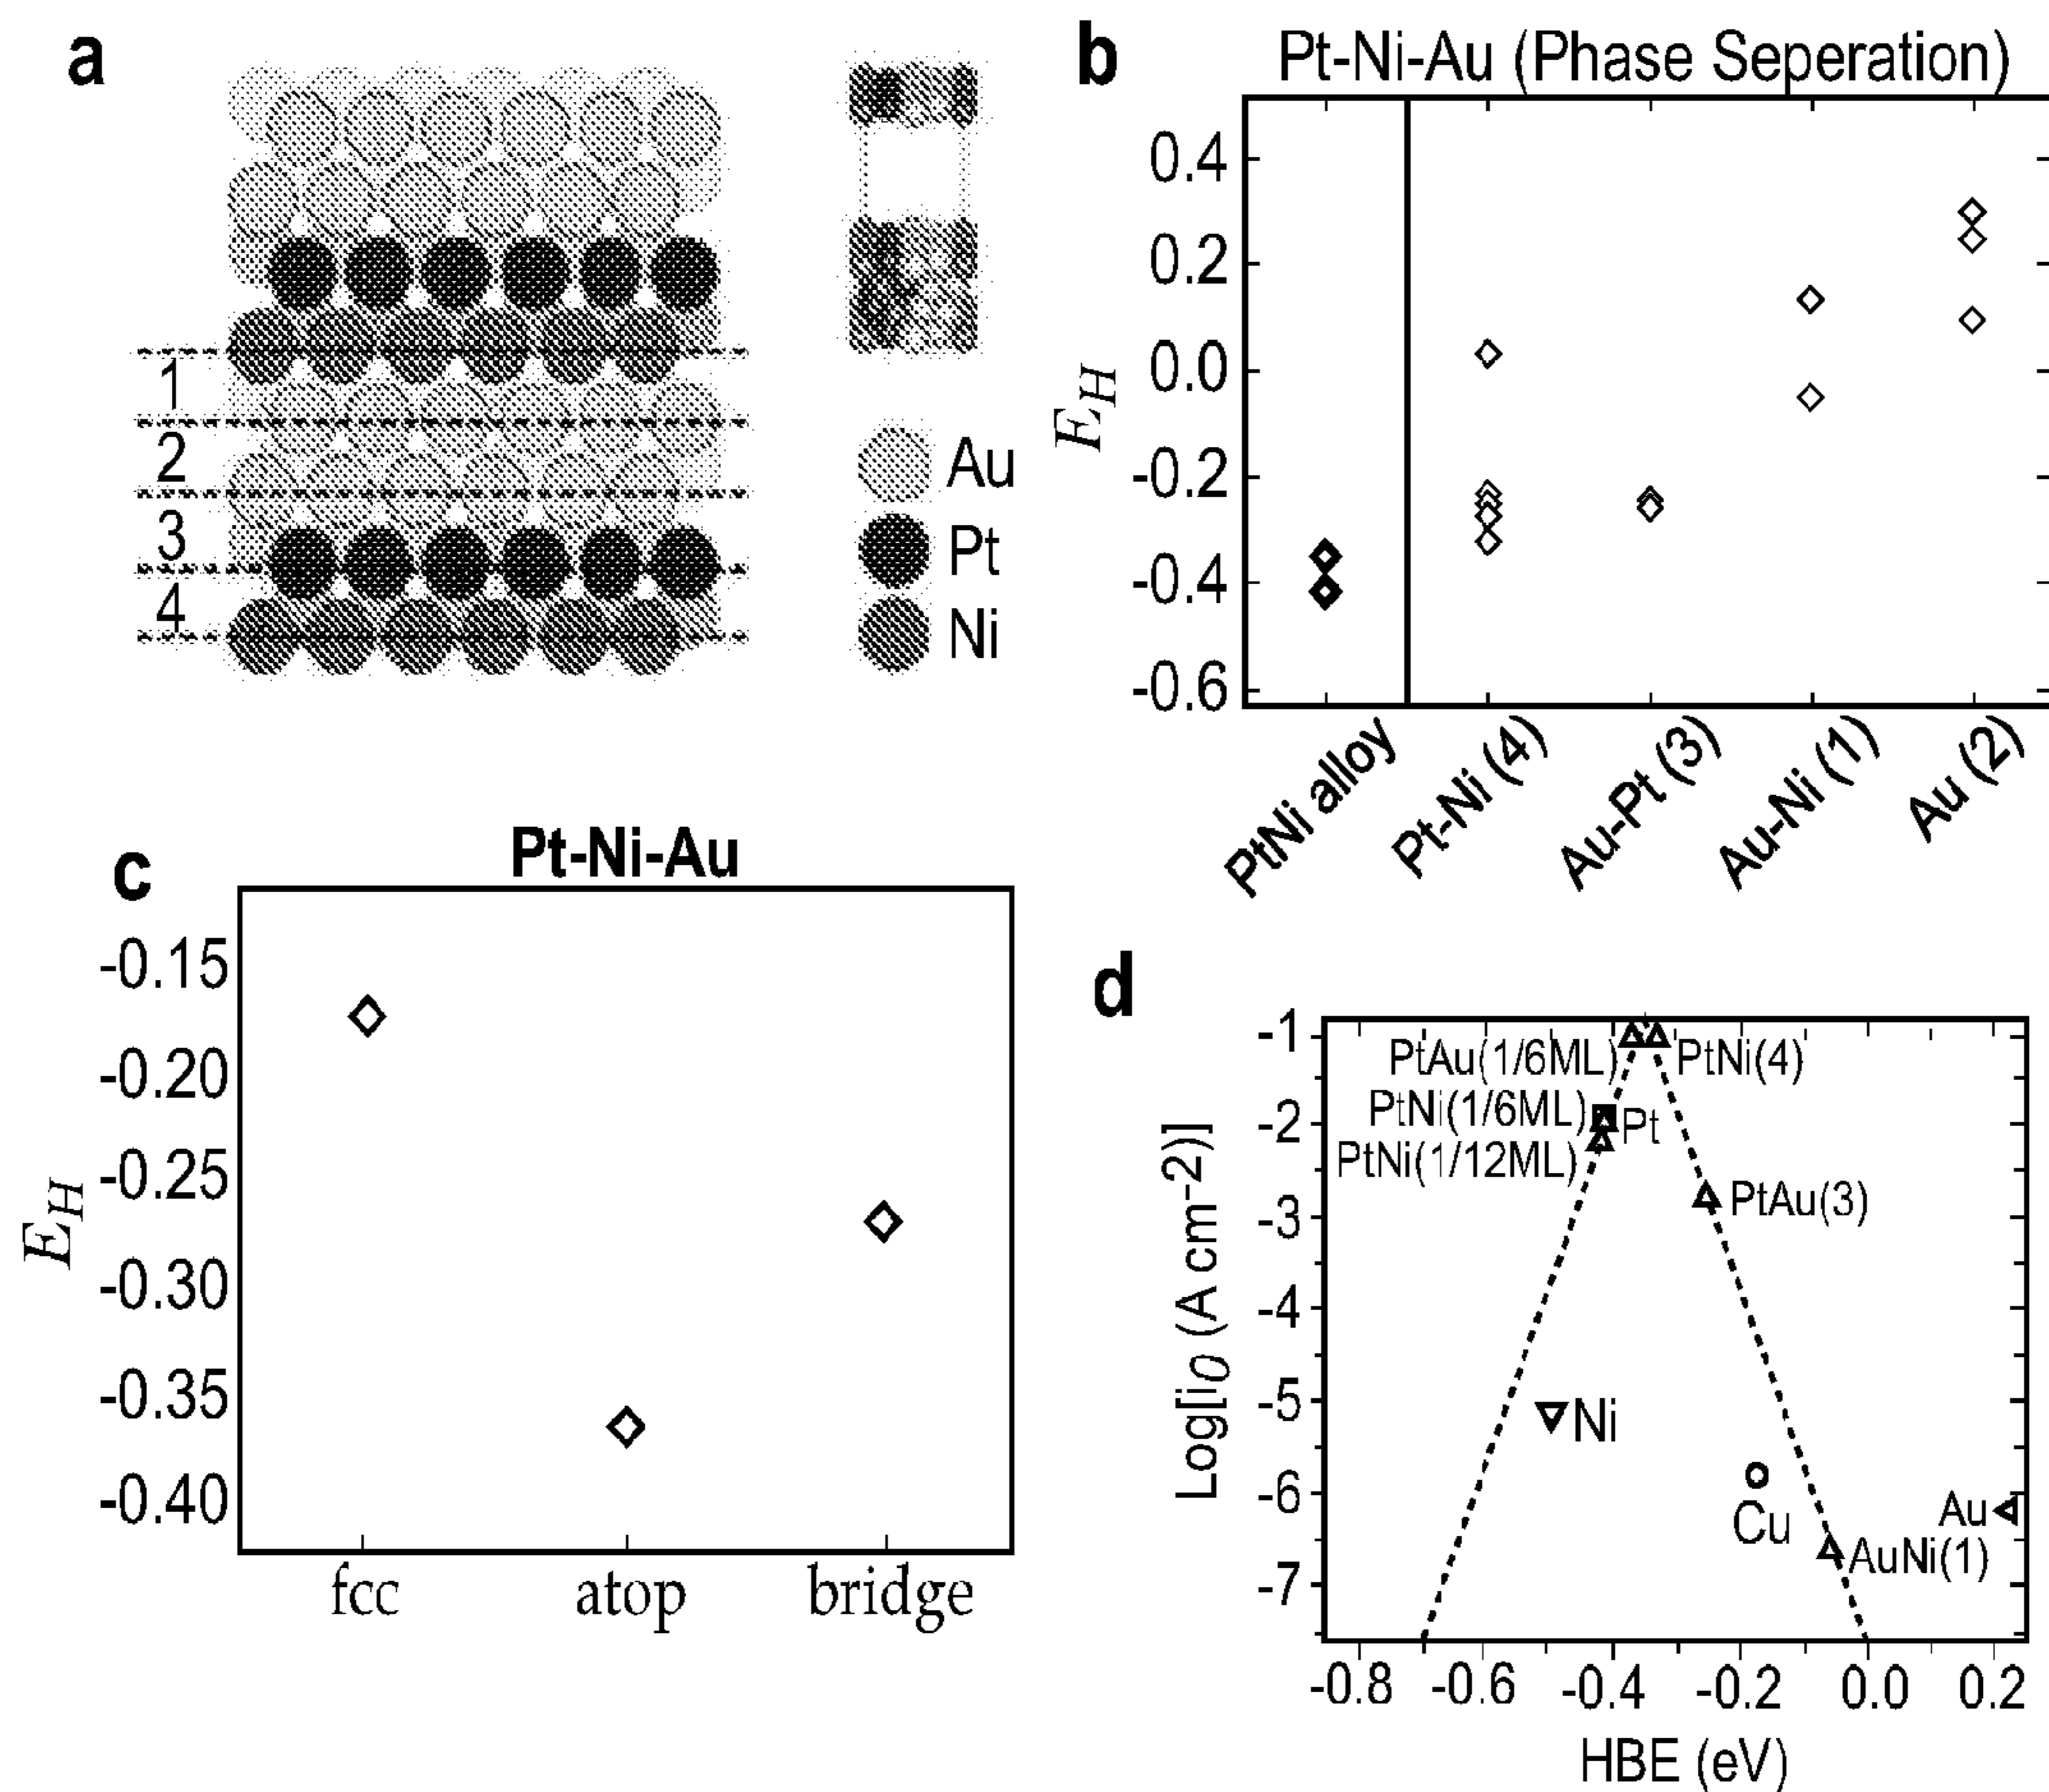 a
1
2
3
4
Au
Pt
Ni
b
Pt-Ni-Au (Phase Seperation)
E_H
0.4
0.2
0.0
-0.2
-0.4
-0.6
PtNi alloy
Pt-Ni (4)
Au-Pt (3)
Au-Ni (1)
Au (2)
c
Pt-Ni-Au
E_H
-0.15
-0.20
-0.25
-0.30
-0.35
-0.40
fcc atop bridge
d
Log[i0 (A cm⁻2)]
-1
-2
-3
-4
-5
-6
-7
PtAu(1/6ML)
PtNi(4)
PtNi(1/6ML)
Pt
PtNi(1/12ML)
PtAu(3)
Ni
Cu
Au
AuNi(1)
-0.8 -0.6 -0.4 -0.2 0.0 0.2
HBE (eV)